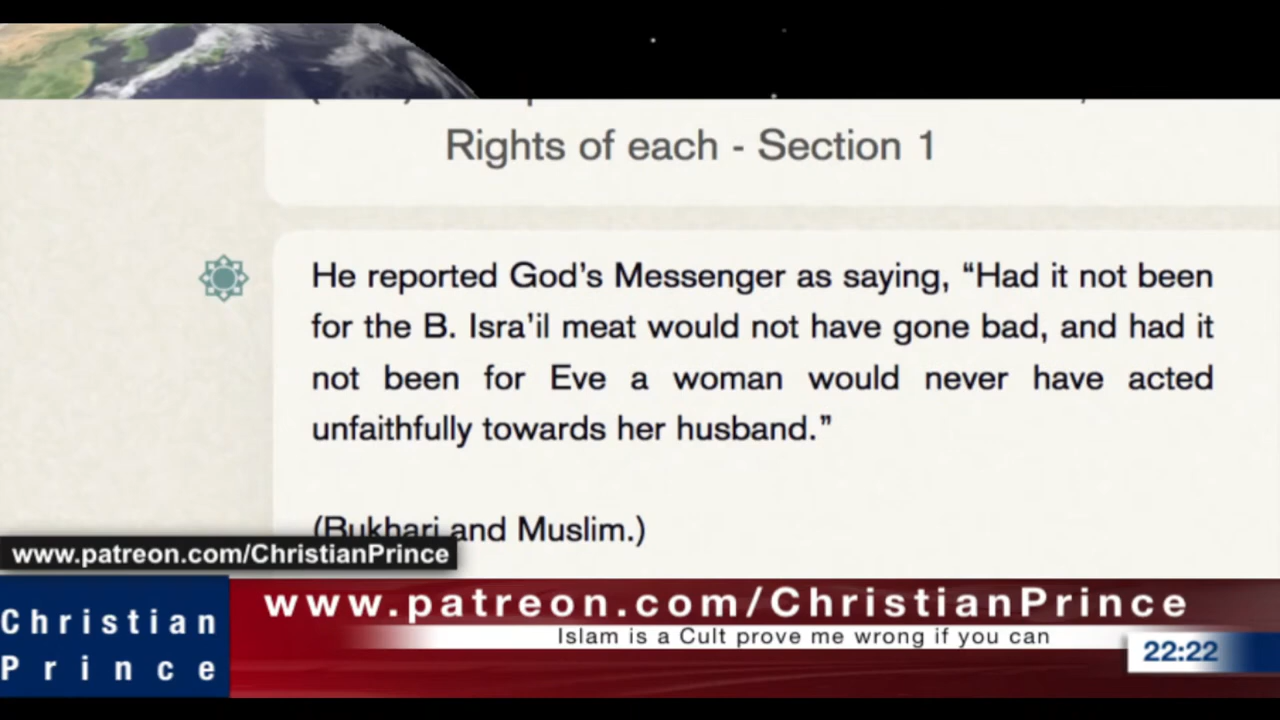 Rights of each - Section 1
He reported God's Messenger as saying, “Had it not been
for the B. Isra'il meat would not have gone bad, and had it
not been for Eve a woman would never have acted
unfaithfully towards her husband.”
(Bukhari and Muslim.)
www.patreon.com/ChristianPrince
www.patreon.com/ChristianPrince
Islam is a Cult prove me wrong if you can
Christian
Prince
22:22